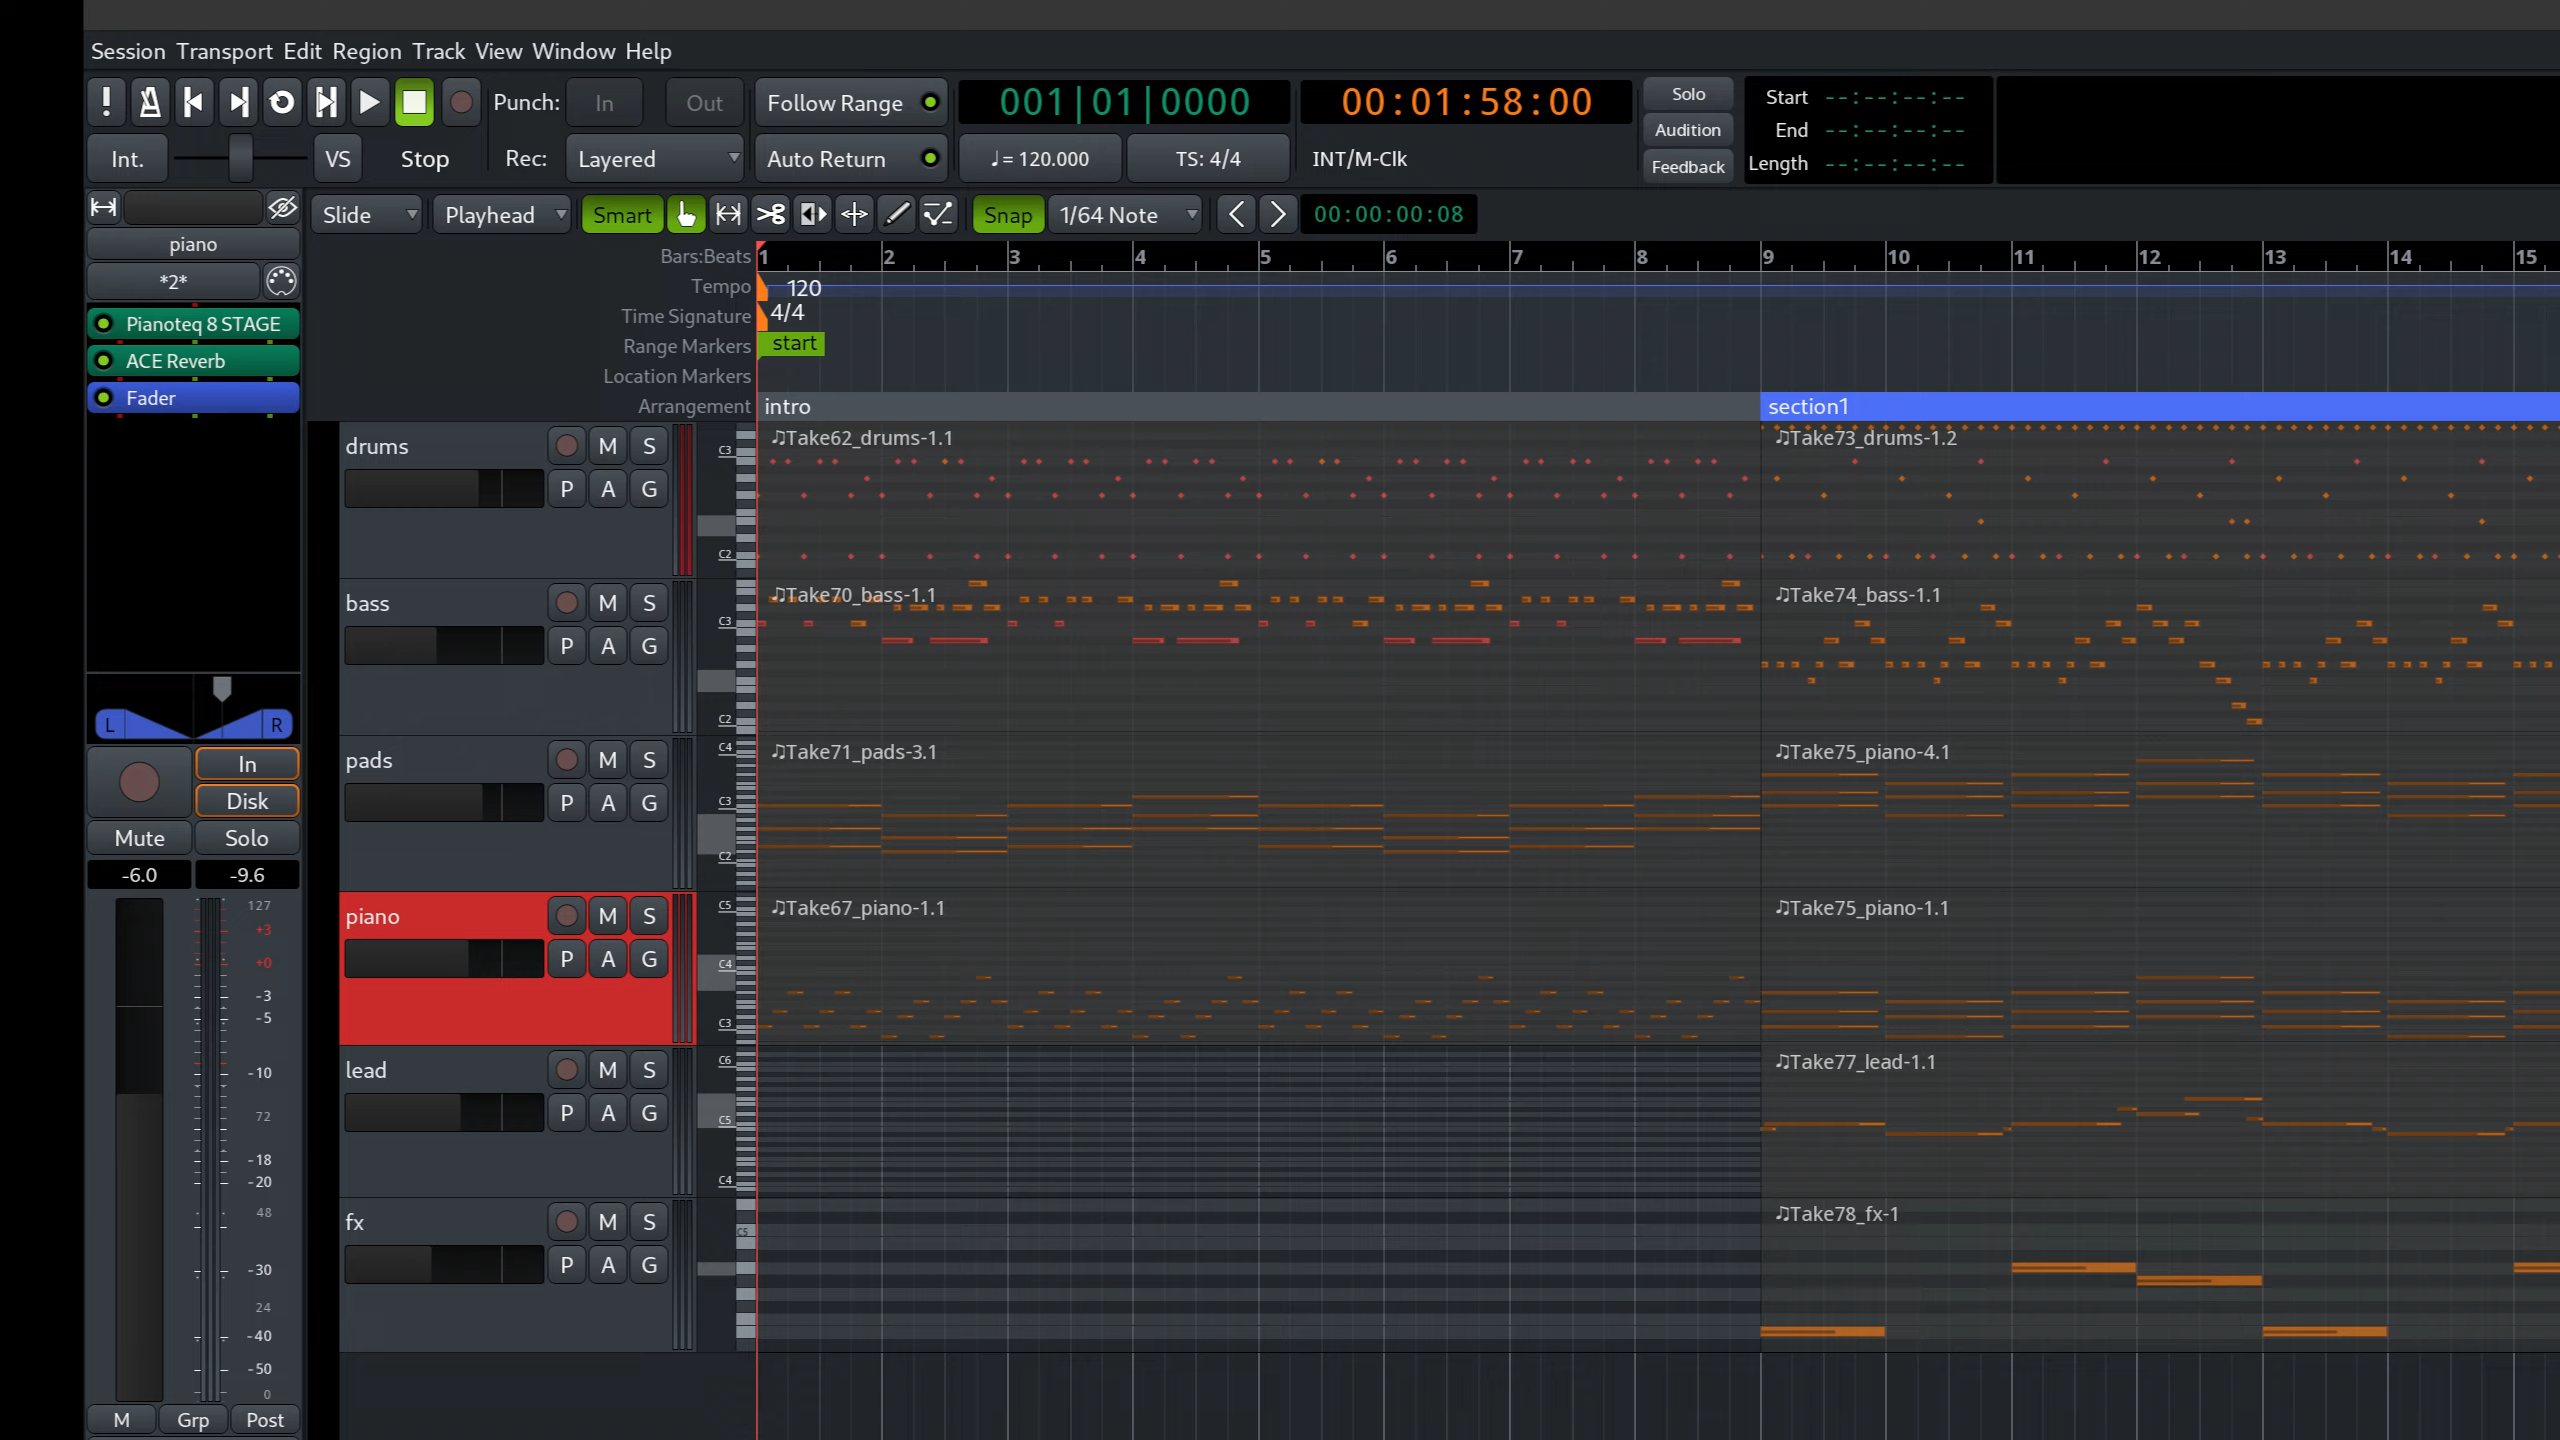 Session Transport Edit Region Track View Window Help
Punch: In Out Follow Range 001|01|0000 00:01:58:00 Solo Start --:--:--:--
Audition End --:--:--:--
Int. VS Stop Rec: Layered Auto Return ♩= 120.000 TS: 4/4 INT/M-Clk Feedback Length --:--:--:--
Slide Playhead Smart Snap 1/64 Note 00:00:00:08
piano
*2*
Pianoteq 8 STAGE
ACE Reverb
Fader
L R
In
Disk
Mute Solo
-6.0 -9.6
127
+3
+0
-3
-5
-10
72
-18
-20
48
-30
24
-40
-50
0
M Grp Post
Bars:Beats 1 2 3 4 5 6 7 8 9 10 11 12 13 14 15
Tempo 120
Time Signature 4/4
Range Markers start
Location Markers
Arrangement intro section1
drums M S C3 ♫Take62_drums-1.1 ♫Take73_drums-1.2
P A G
C2
bass M S C3 ♫Take70_bass-1.1 ♫Take74_bass-1.1
P A G
C2
pads M S C4 ♫Take71_pads-3.1 ♫Take75_piano-4.1
P A G C3
C2
piano M S C5 ♫Take67_piano-1.1 ♫Take75_piano-1.1
P A G C4
C3
lead M S C6 ♫Take77_lead-1.1
P A G C5
C4
fx M S C5 ♫Take78_fx-1
P A G